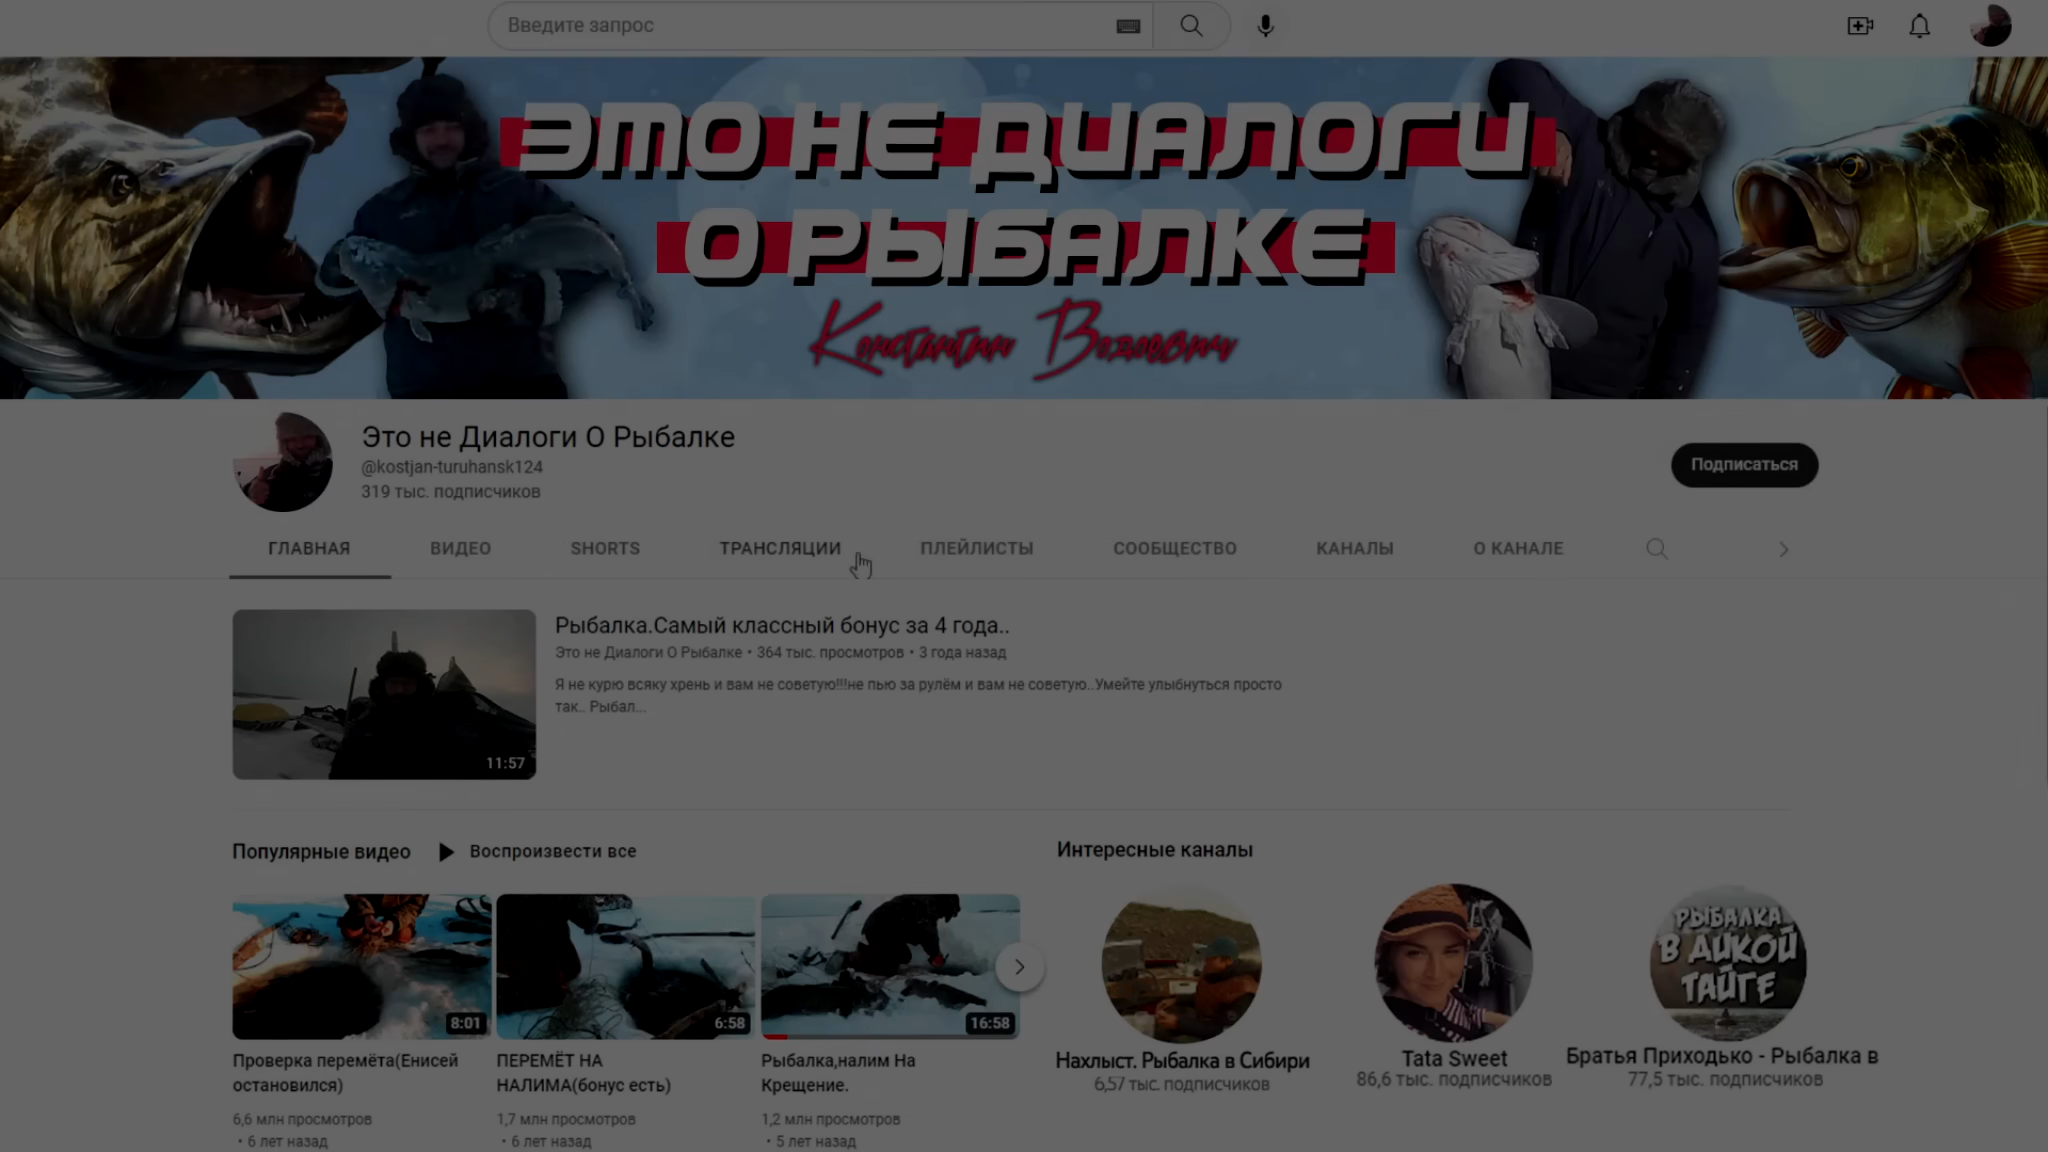 Введите запрос
ЭТО НЕ ДИАЛОГИ
О РЫБАЛКЕ
Константин
Это не Диалоги О Рыбалке
@kostjan-turuhansk124
319 тыс. подписчиков
Подписаться
ГЛАВНАЯ ВИДЕО SHORTS ТРАНСЛЯЦИИ ПЛЕЙЛИСТЫ СООБЩЕСТВО КАНАЛЫ О КАНАЛЕ
Рыбалка.Самый классный бонус за 4 года..
Это не Диалоги О Рыбалке • 364 тыс. просмотров • 3 года назад
Я не курю всяку хрень и вам не советую!!!не пью за рулём и вам не советую..Умейте улыбнуться просто
так.. Рыбал...
11:57
Популярные видео Воспроизвести все
8:01
Проверка перемёта(Енисей
остановился)
6,6 млн просмотров
• 6 лет назад
6:58
ПЕРЕМЁТ НА
НАЛИМА(бонус есть)
1,7 млн просмотров
• 6 лет назад
16:58
Рыбалка,налим На
Крещение.
1,2 млн просмотров
• 5 лет назад
Интересные каналы
Нахлыст. Рыбалка в Сибири
6,57 тыс. подписчиков
Tata Sweet
86,6 тыс. подписчиков
РЫБАЛКА
В ДИКОЙ
ТАЙГЕ
Братья Приходько - Рыбалка в
77,5 тыс. подписчиков